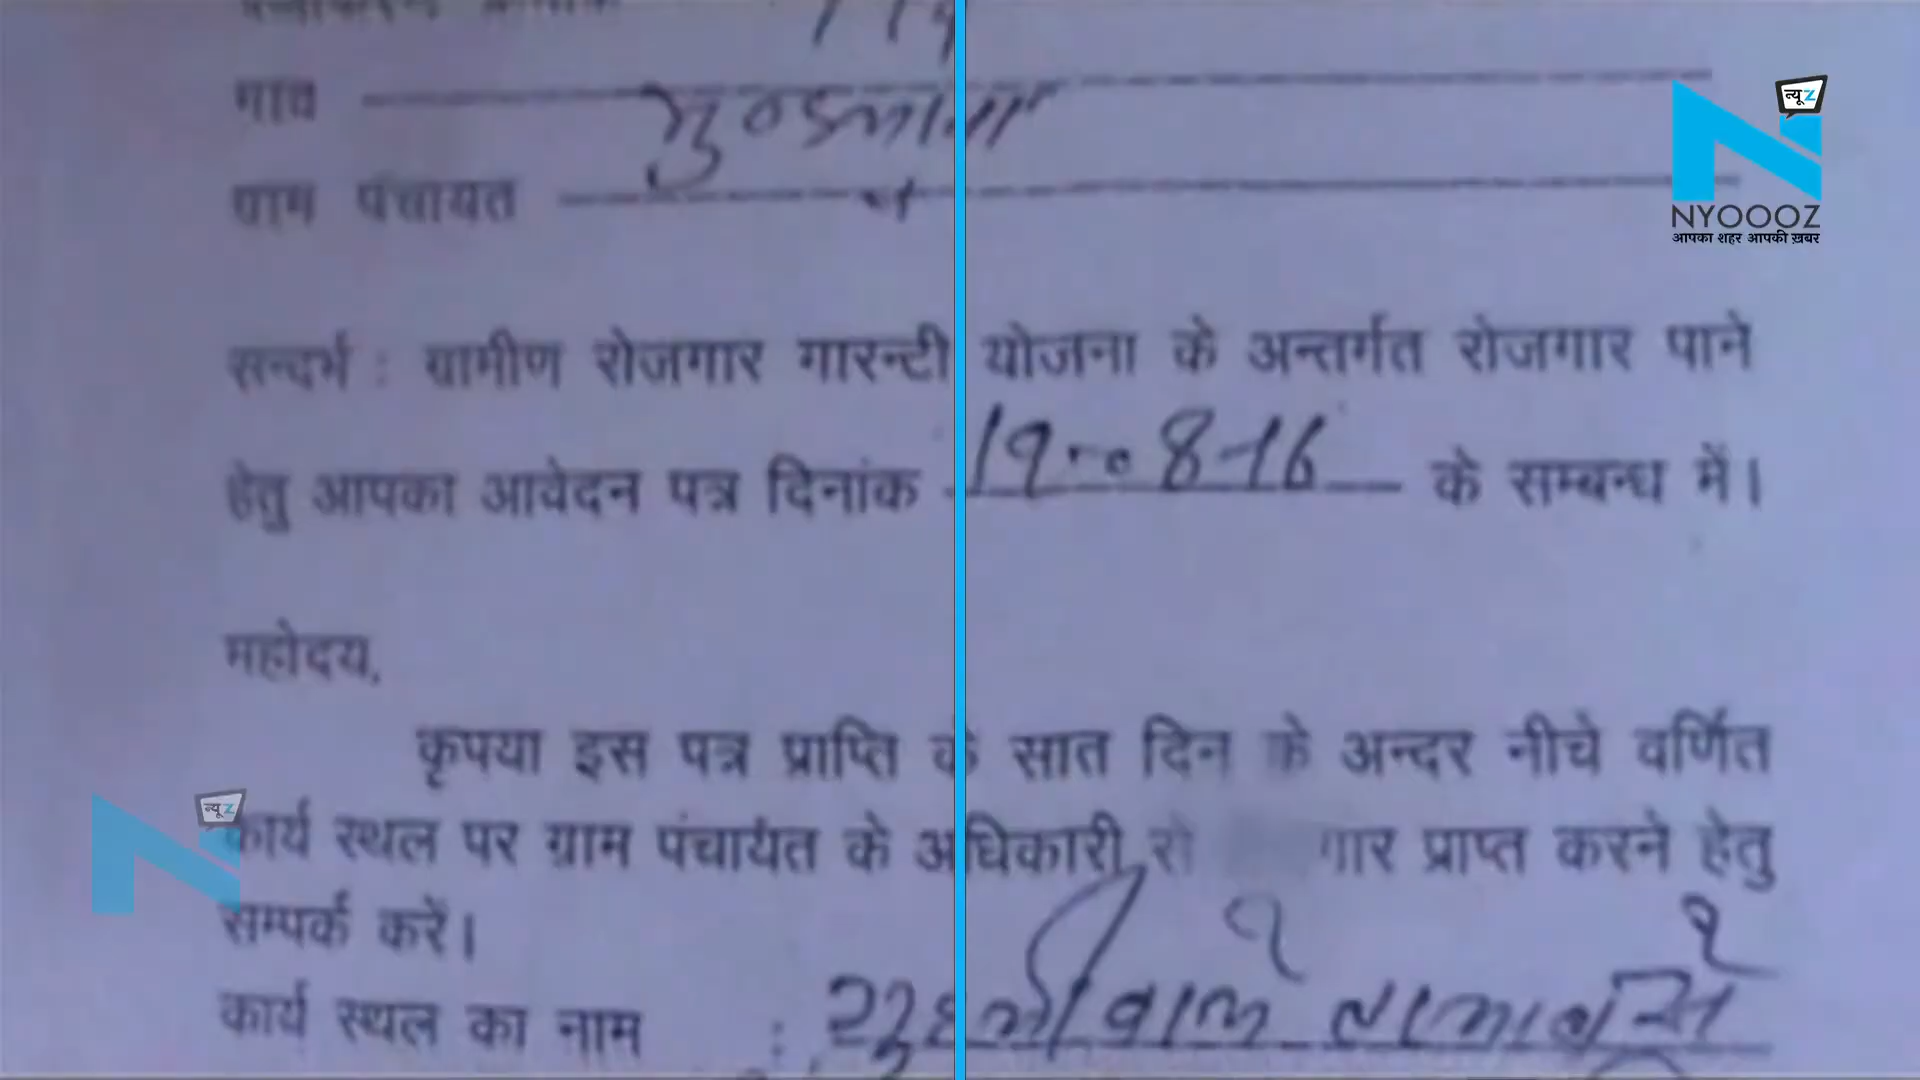 गाव
न्यूz
ग्राम पंचायत
NYOOOZ
आपका शहर आपकी ख़बर
सन्दर्भ : ग्रामीण रोजगार गारन्टी योजना के अन्तर्गत रोजगार पाने
हेतु आपका आवेदन पत्र दिनांक 19-08-16 के सम्बन्ध में।
महोदय,
कृपया इस पत्र प्राप्ति के सात दिन के अन्दर नीचे वर्णित
न्यूz
कार्य स्थल पर ग्राम पंचायत के अधिकारी गार प्राप्त करने हेतु
सम्पर्क करें।
कार्य स्थल का नाम :